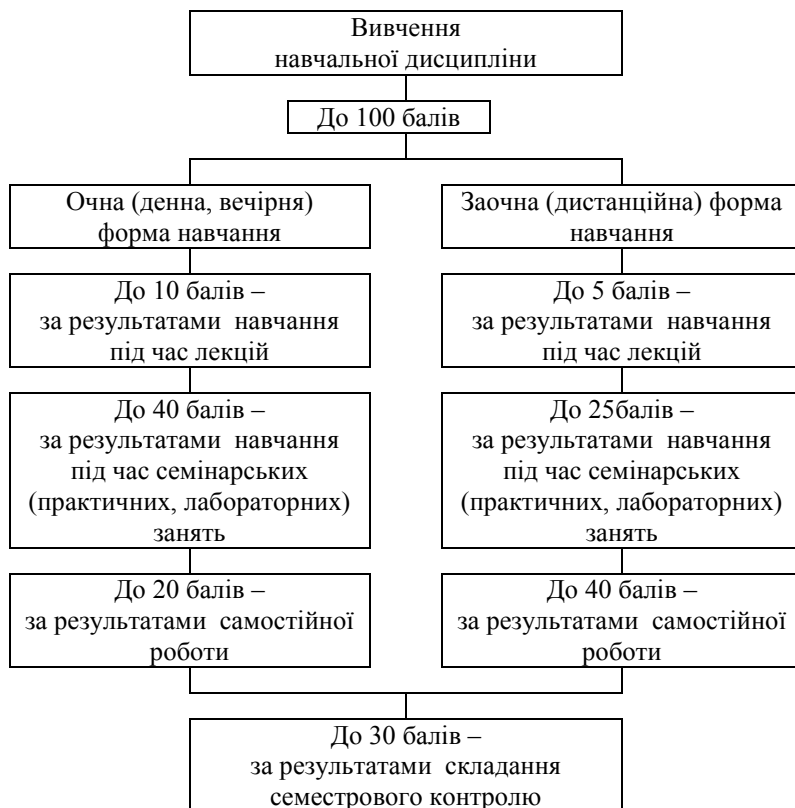 Вивчення
навчальної дисципліни
До 100 балів
Очна (денна, вечірня)
форма навчання
До 10 балів –
за результатами навчання
під час лекцій
До 40 балів –
за результатами навчання
під час семінарських
(практичних, лабораторних)
занять
До 20 балів –
за результатами самостійної
роботи
Заочна (дистанційна) форма
навчання
До 5 балів –
за результатами навчання
під час лекцій
До 25балів –
за результатами навчання
під час семінарських
(практичних, лабораторних)
занять
До 40 балів –
за результатами самостійної
роботи
До 30 балів –
за результатами складання
семестрового контролю